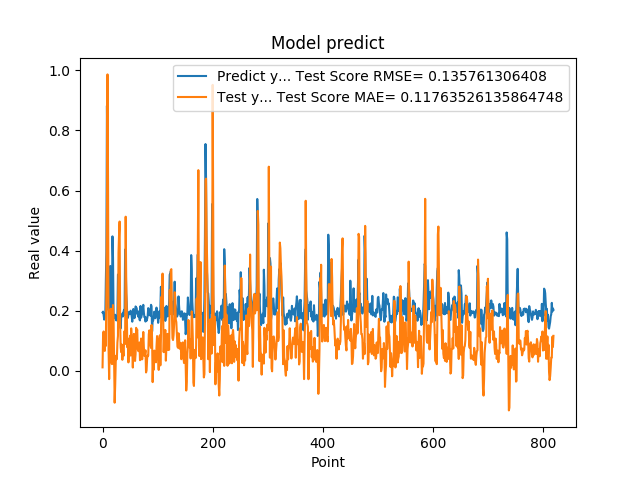 Model predict
Predict y... Test Score RMSE= 0.135761306408
Test y... Test Score MAE= 0.11763526135864748
1.0
0.8
0.6
0.4
0.2
0.0
Real value
0 200 400 600 800
Point